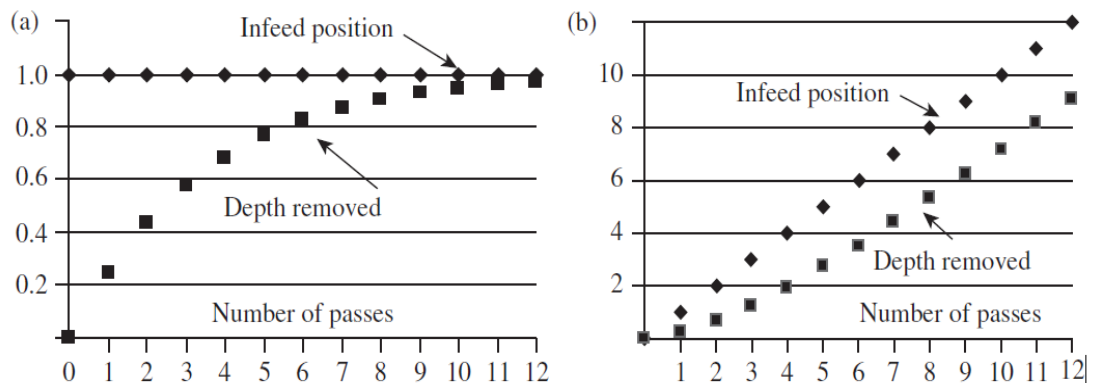 (a)
Infeed position
1.0
0.8
0.6
0.4
0.2
Depth removed
Number of passes
0 1 2 3 4 5 6 7 8 9 10 11 12
(b)
10
8
6
4
2
Infeed position
Depth removed
Number of passes
1 2 3 4 5 6 7 8 9 10 11 12